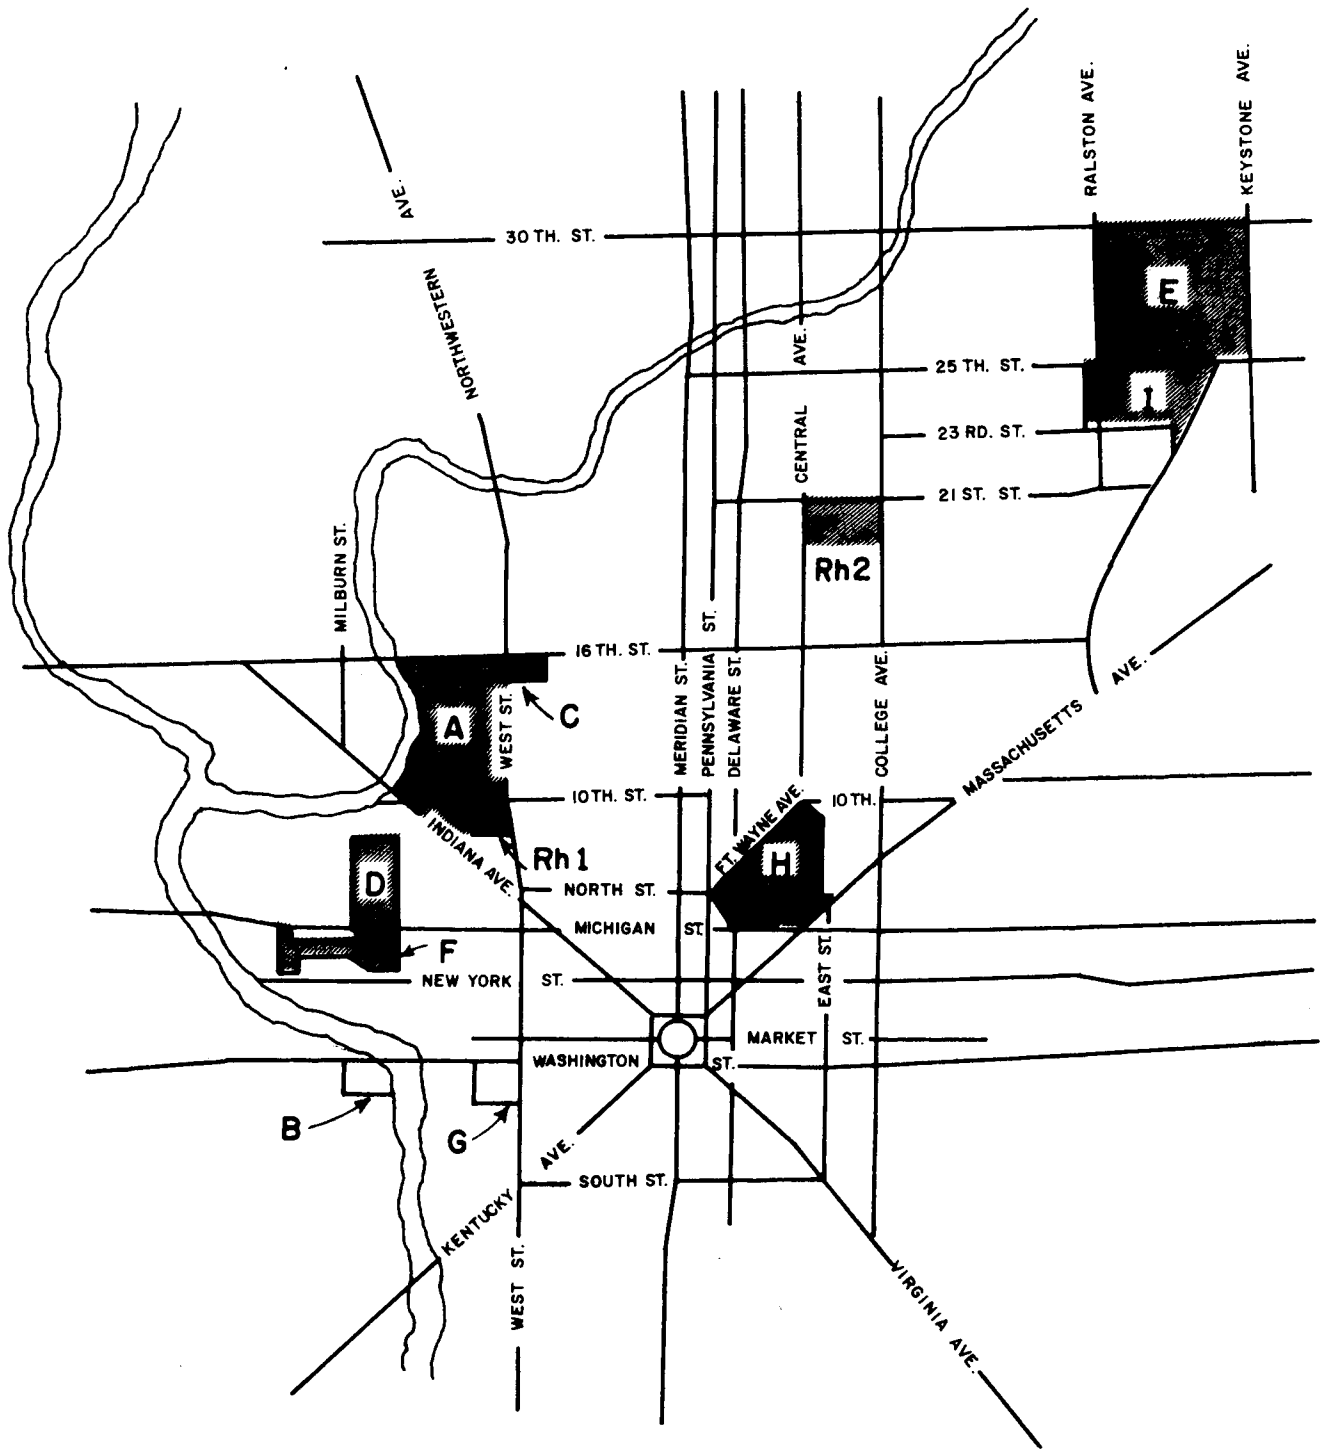 RALSTON AVE.
KEYSTONE AVE.
NORTHWESTERN AVE.
30 TH. ST.
E
25 TH. ST.
I
23 RD. ST.
CENTRAL AVE.
21 ST. ST.
Rh2
MILBURN ST.
16 TH. ST.
A
WEST ST.
C
MERIDIAN ST.
PENNSYLVANIA ST.
DELAWARE ST.
COLLEGE AVE.
MASSACHUSETTS AVE.
10 TH. ST.
10 TH.
FT. WAYNE AVE.
INDIANA AVE.
Rh1
H
D
NORTH ST.
MICHIGAN ST.
F
NEW YORK ST.
EAST ST.
MARKET ST.
WASHINGTON ST.
B
G
KENTUCKY AVE.
SOUTH ST.
WEST ST.
VIRGINIA AVE.